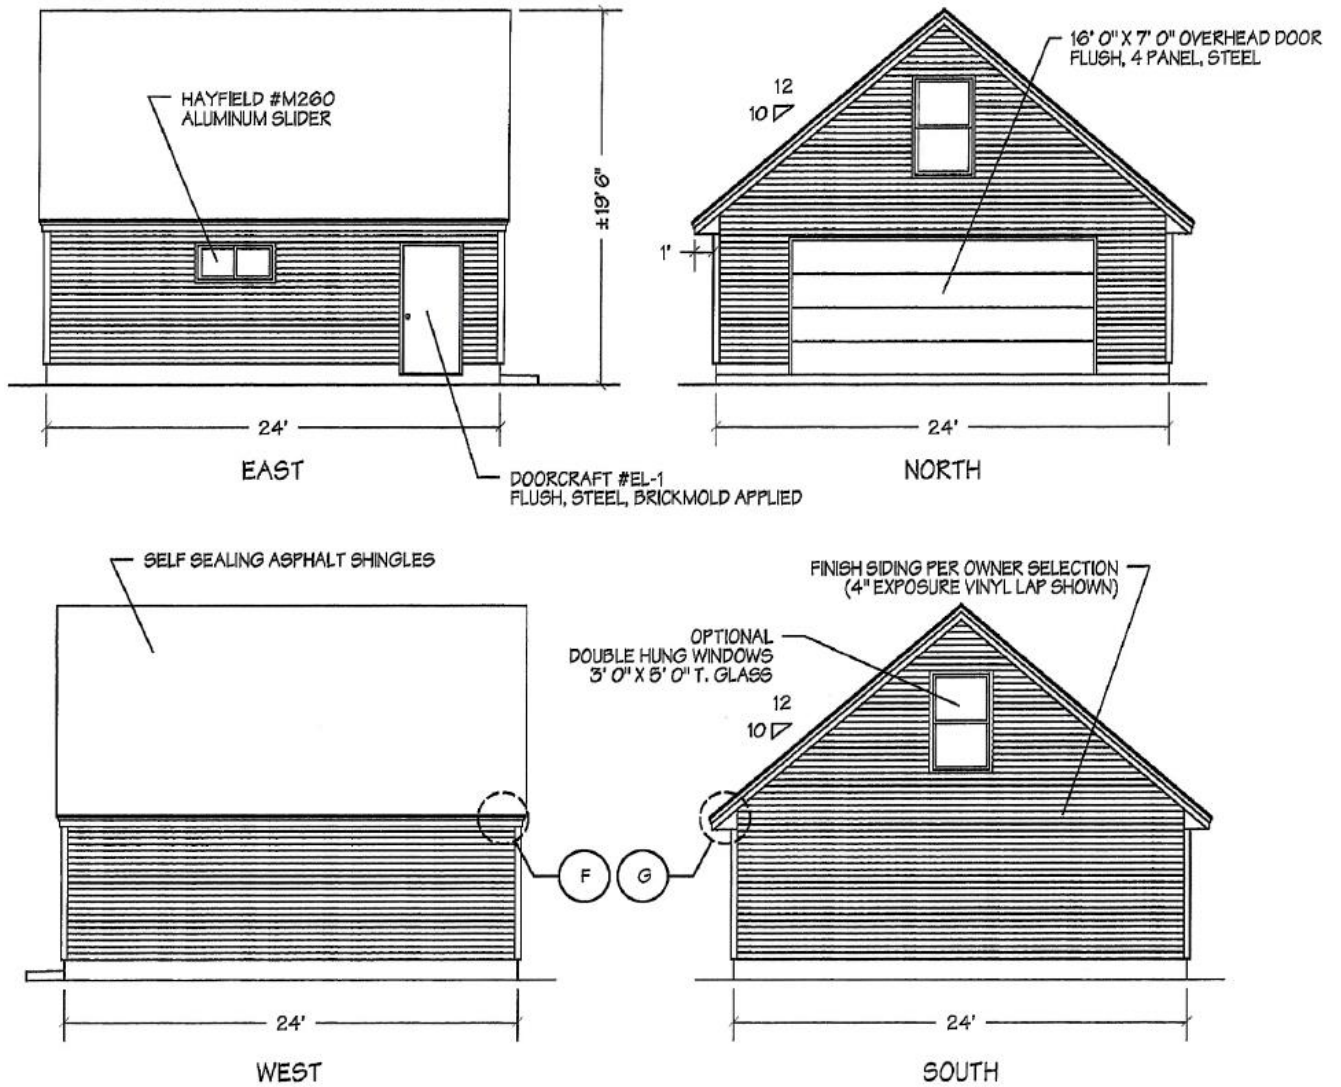 HAYFIELD #M260
ALUMINUM SLIDER
±19' 6"
24'
EAST
DOORCRAFT #EL-1
FLUSH, STEEL, BRICKMOLD APPLIED
16' 0" X 7' 0" OVERHEAD DOOR
FLUSH, 4 PANEL, STEEL
12
10
1'
24'
NORTH
SELF SEALING ASPHALT SHINGLES
F
24'
WEST
FINISH SIDING PER OWNER SELECTION
(4" EXPOSURE VINYL LAP SHOWN)
OPTIONAL
DOUBLE HUNG WINDOWS
3' 0" X 5' 0" T. GLASS
12
10
G
24'
SOUTH